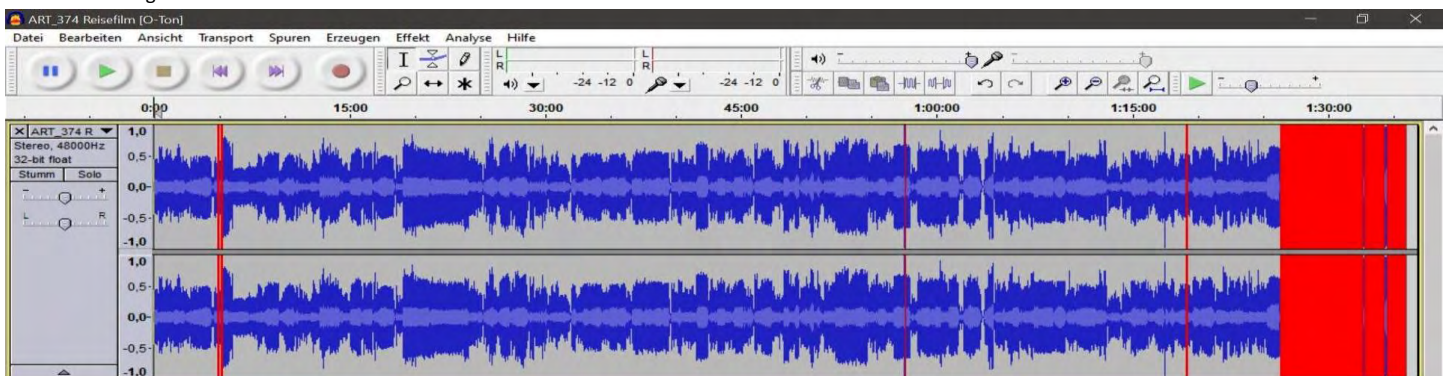 ART_374 Reisefilm [O-Ton]
Datei Bearbeiten Ansicht Transport Spuren Erzeugen Effekt Analyse Hilfe
L
R
-24 -12 0
L
R
-24 -12 0
0:00 15:00 30:00 45:00 1:00:00 1:15:00 1:30:00
X ART_374 R
Stereo, 48000Hz
32-bit float
Stumm Solo
- +
L R
1,0
0,5-
0,0-
-0,5-
-1,0
1,0
0,5-
0,0-
-0,5-
-1,0